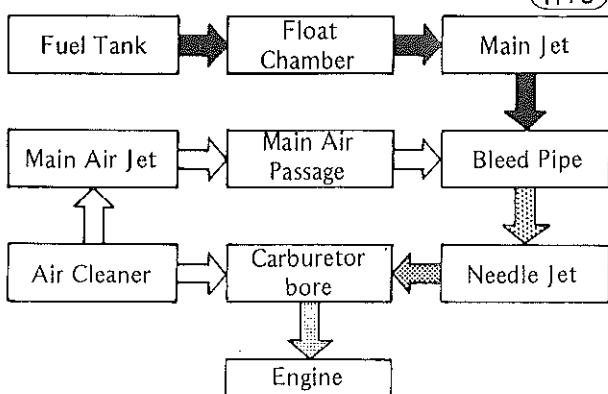 Fuel Tank
Float
Chamber
Main Jet
Main Air Jet
Main Air
Passage
Bleed Pipe
Air Cleaner
Carburetor
bore
Needle Jet
Engine